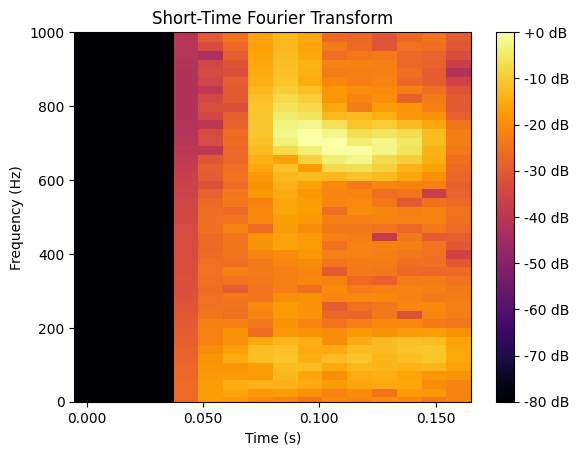 Short-Time Fourier Transform
1000
800
600
400
200
0
Frequency (Hz)
0.000
0.050
0.100
0.150
Time (s)
+0 dB
-10 dB
-20 dB
-30 dB
-40 dB
-50 dB
-60 dB
-70 dB
-80 dB